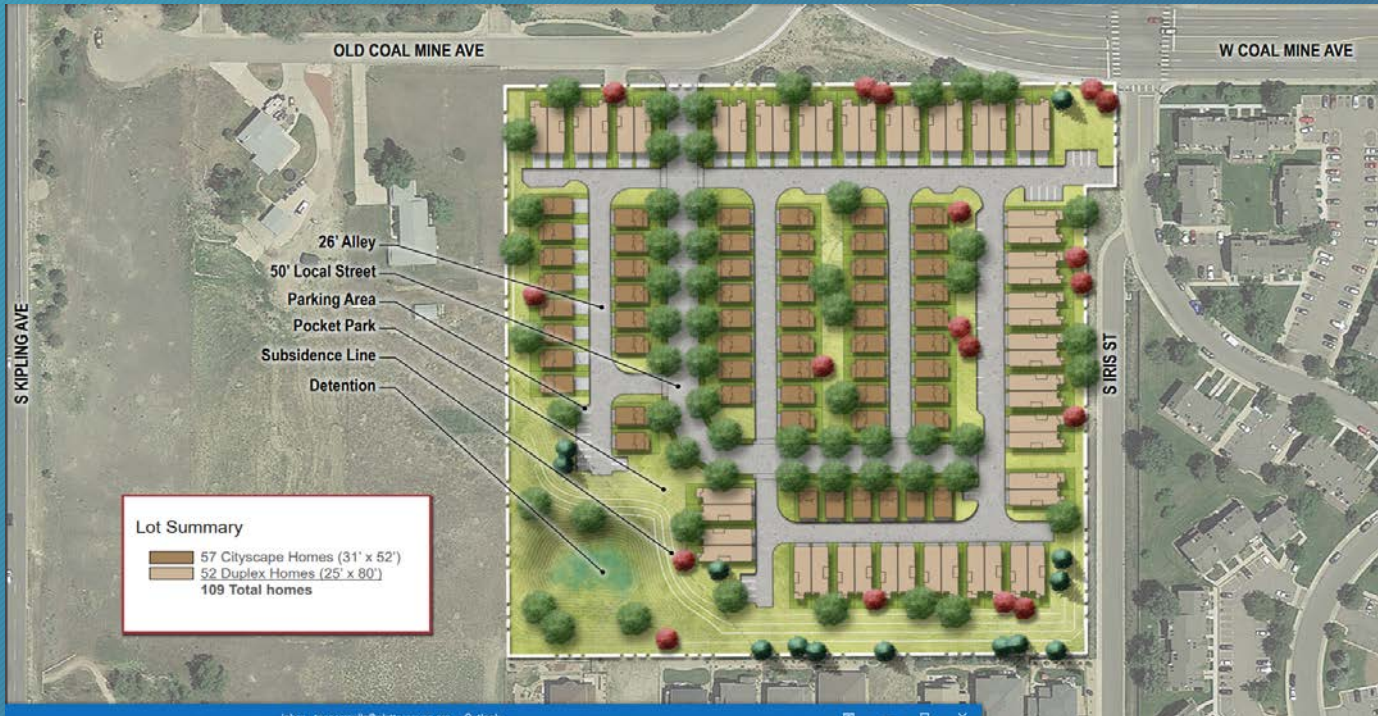 OLD COAL MINE AVE
W COAL MINE AVE
26' Alley
50' Local Street
Parking Area
Pocket Park
Subsidence Line
Detention
S KIPLING AVE
S IRIS ST
Lot Summary
57 Cityscape Homes (31' x 52')
52 Duplex Homes (25' x 80')
109 Total homes